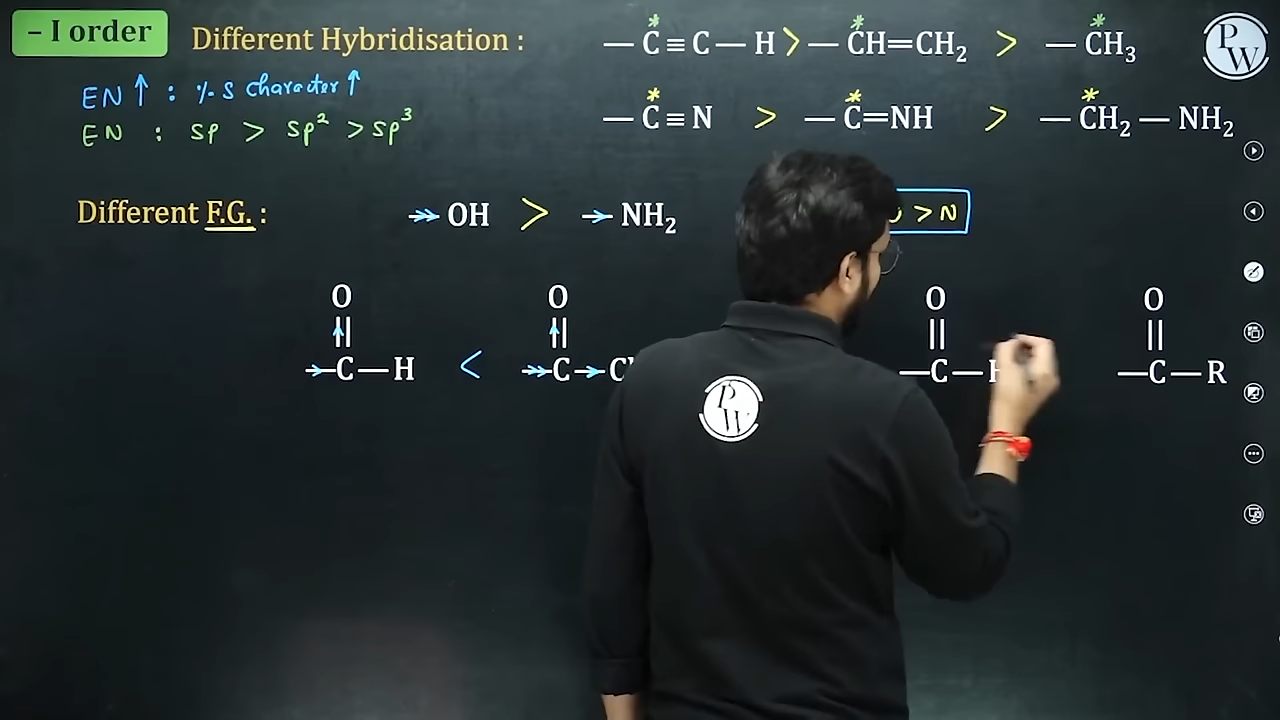 – I order
Different Hybridisation :
— C ≡ C — H > — CH = CH₂ > — CH₃
EN ↑ : % S character ↑
EN : sp > sp² > sp³
— C ≡ N > — C = NH > — CH₂ — NH₂
Different F.G. :
OH > — NH₂
> N
O O O O
— C — H < — C — — C — — C — R
PW
PW